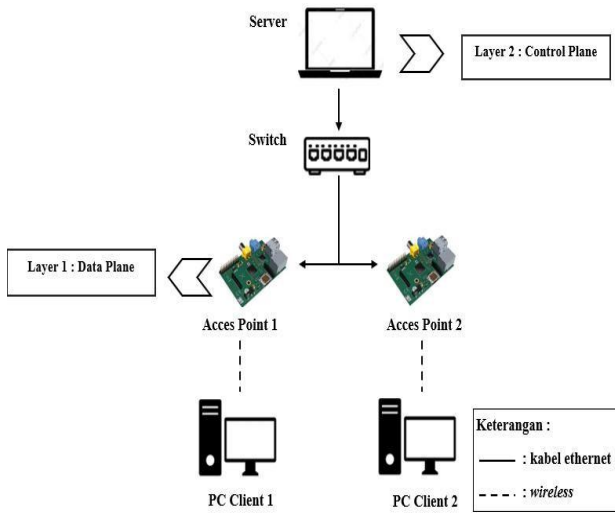 Server
Layer 2 : Control Plane
Switch
Layer 1 : Data Plane
Acces Point 1
Acces Point 2
PC Client 1
PC Client 2
Keterangan :
: kabel ethernet
: wireless